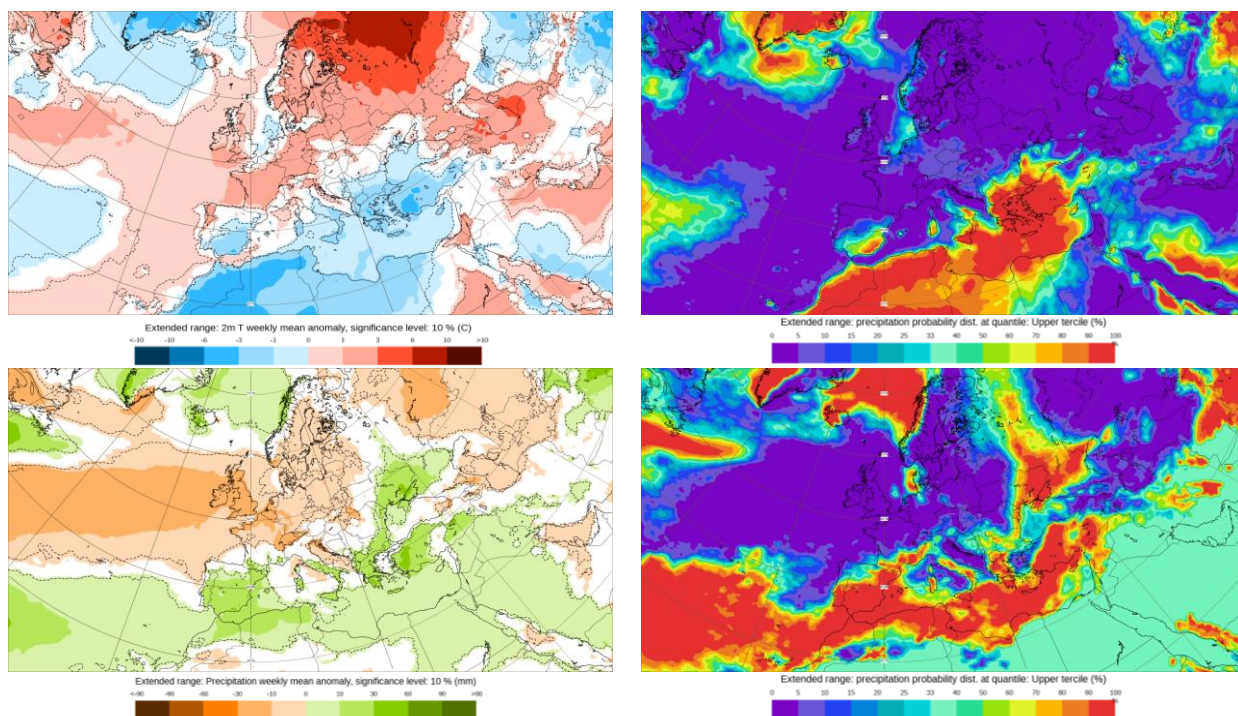 Extended range: 2m T weekly mean anomaly, significance level: 10 % (C)
<-10 -10 -6 -3 -1 0 1 3 6 10 >10
Extended range: precipitation probability dist. at quantile: Upper tercile (%)
0 5 10 15 20 25 33 40 50 60 70 80 90 100
%
Extended range: Precipitation weekly mean anomaly, significance level: 10 % (mm)
<-90 -90 -60 -30 -10 0 10 30 60 90 >90
Extended range: precipitation probability dist. at quantile: Upper tercile (%)
0 5 10 15 20 25 33 40 50 60 70 80 90 100
%